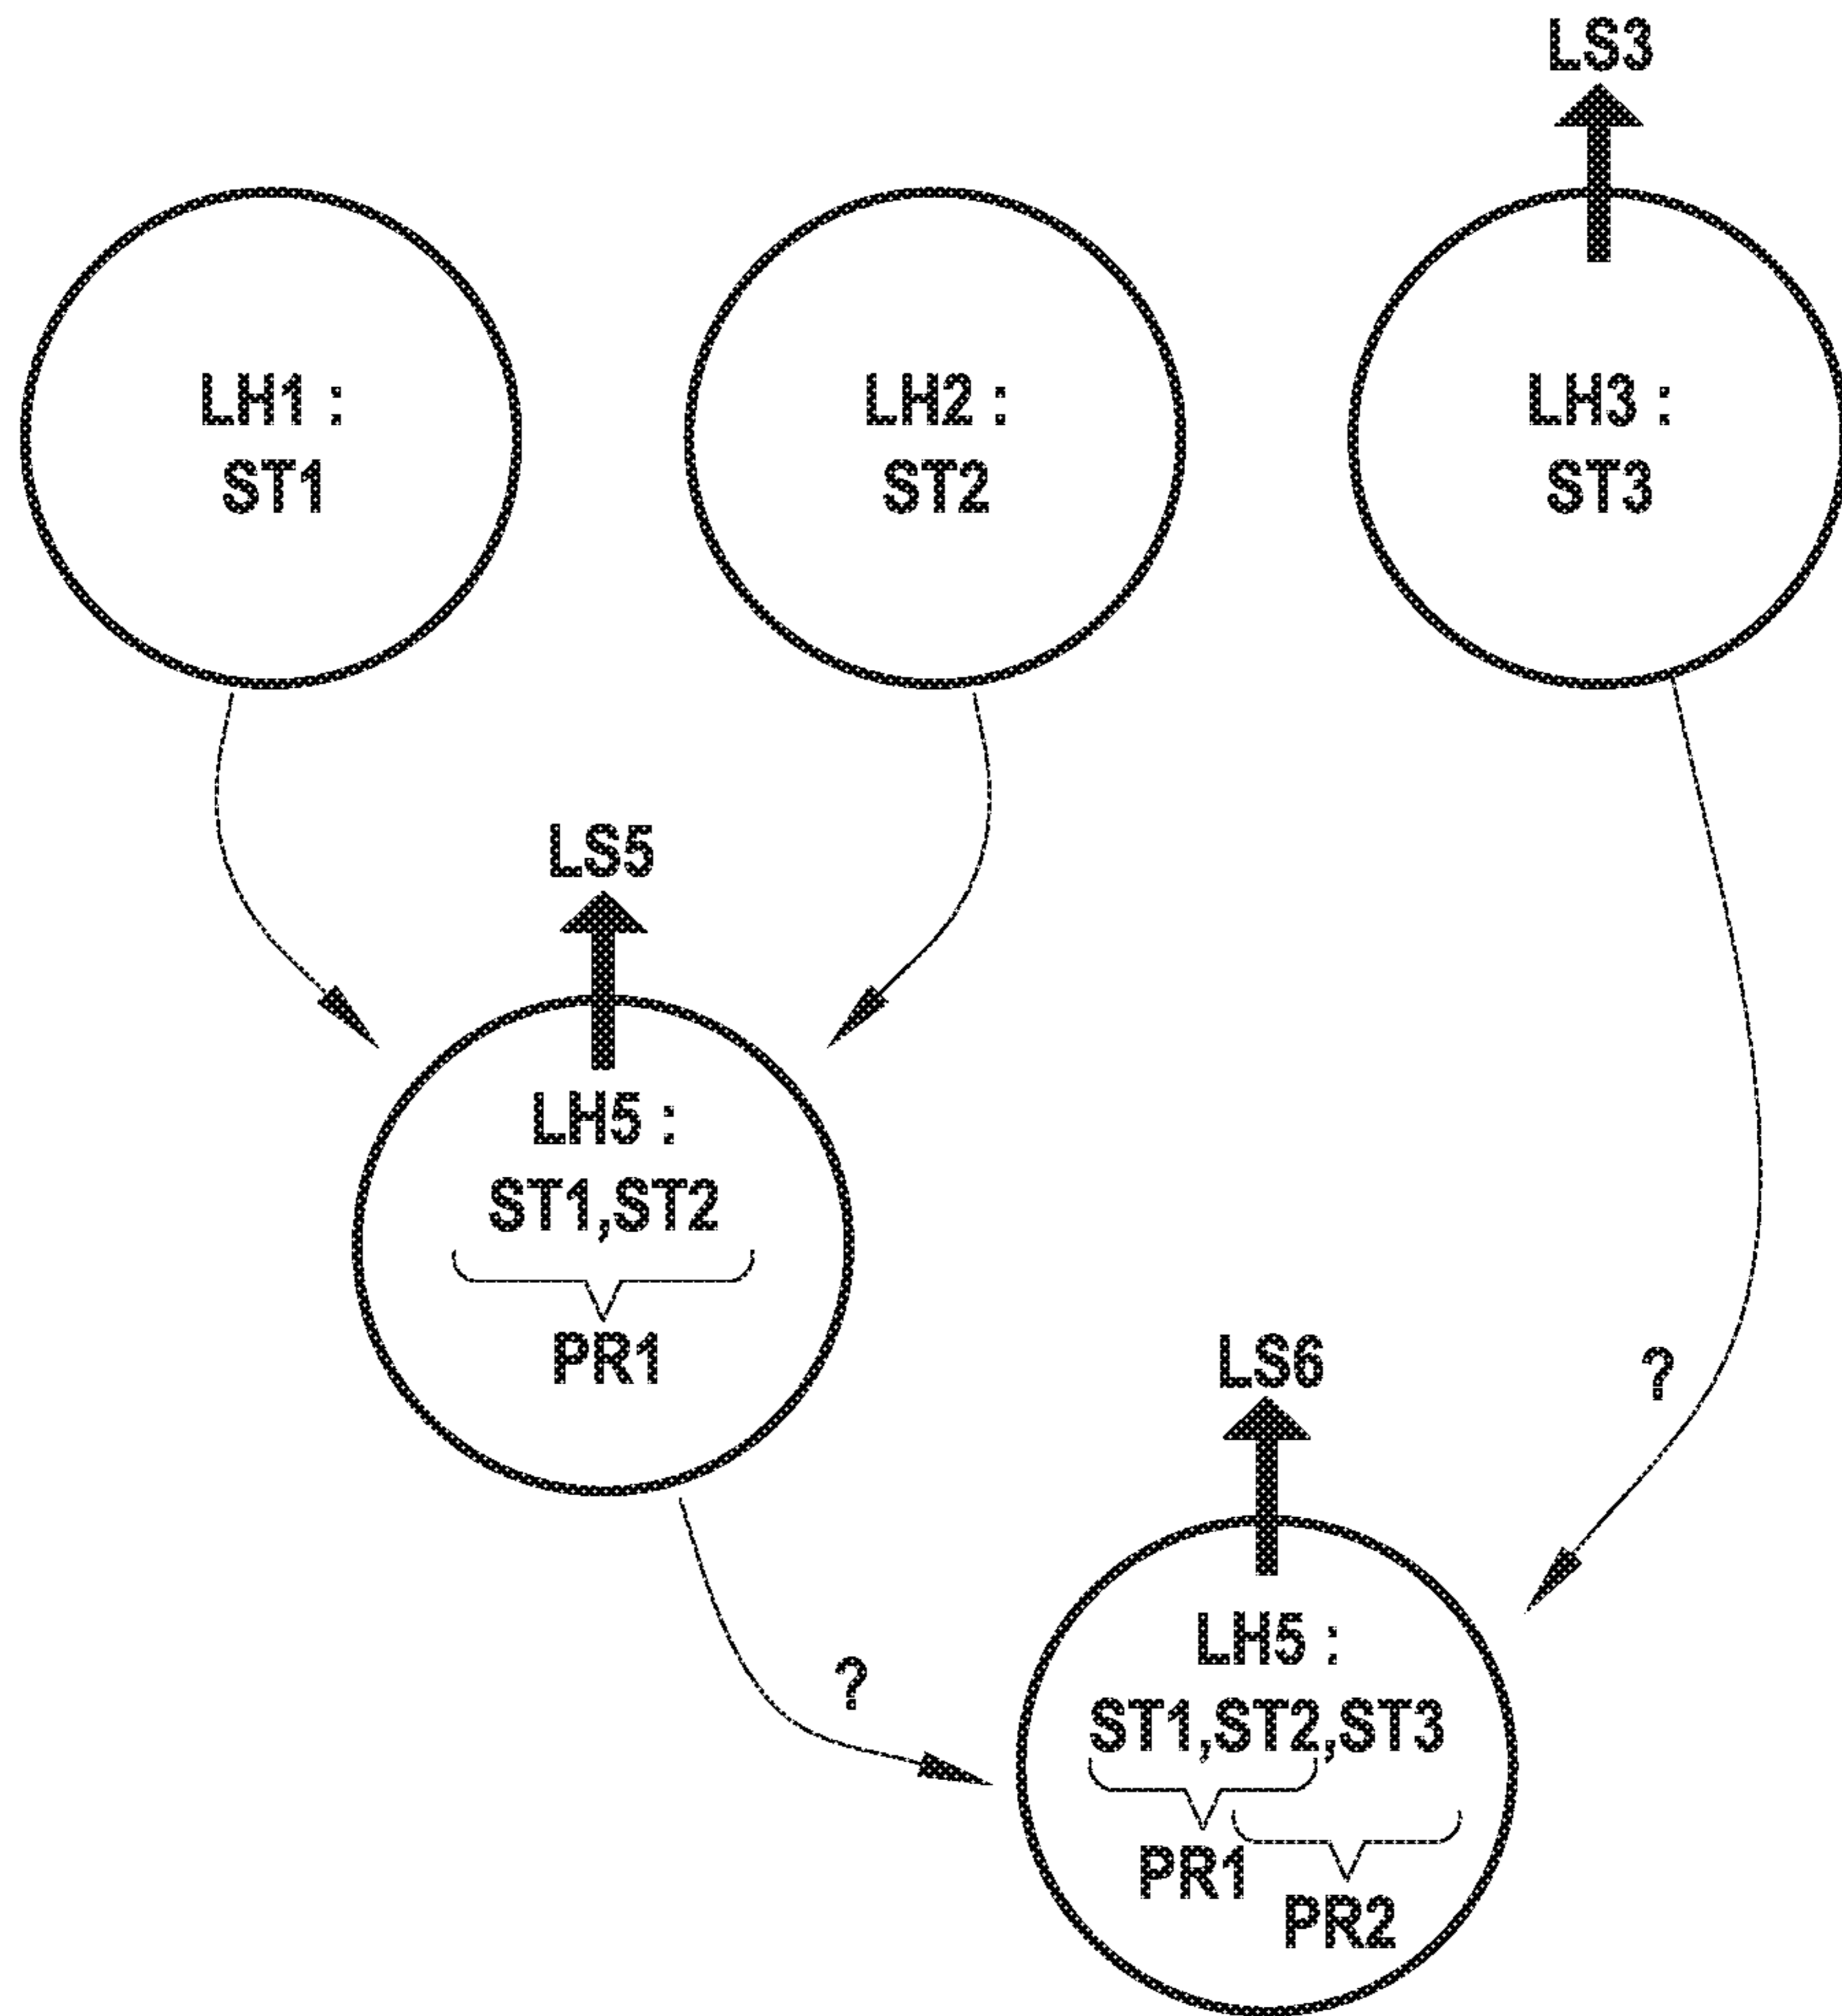 LS3
LH1 :
ST1
LH2 :
ST2
LH3 :
ST3
LS5
LH5 :
ST1,ST2
PR1
?
LS6
?
LH5 :
ST1,ST2,ST3
PR1
PR2